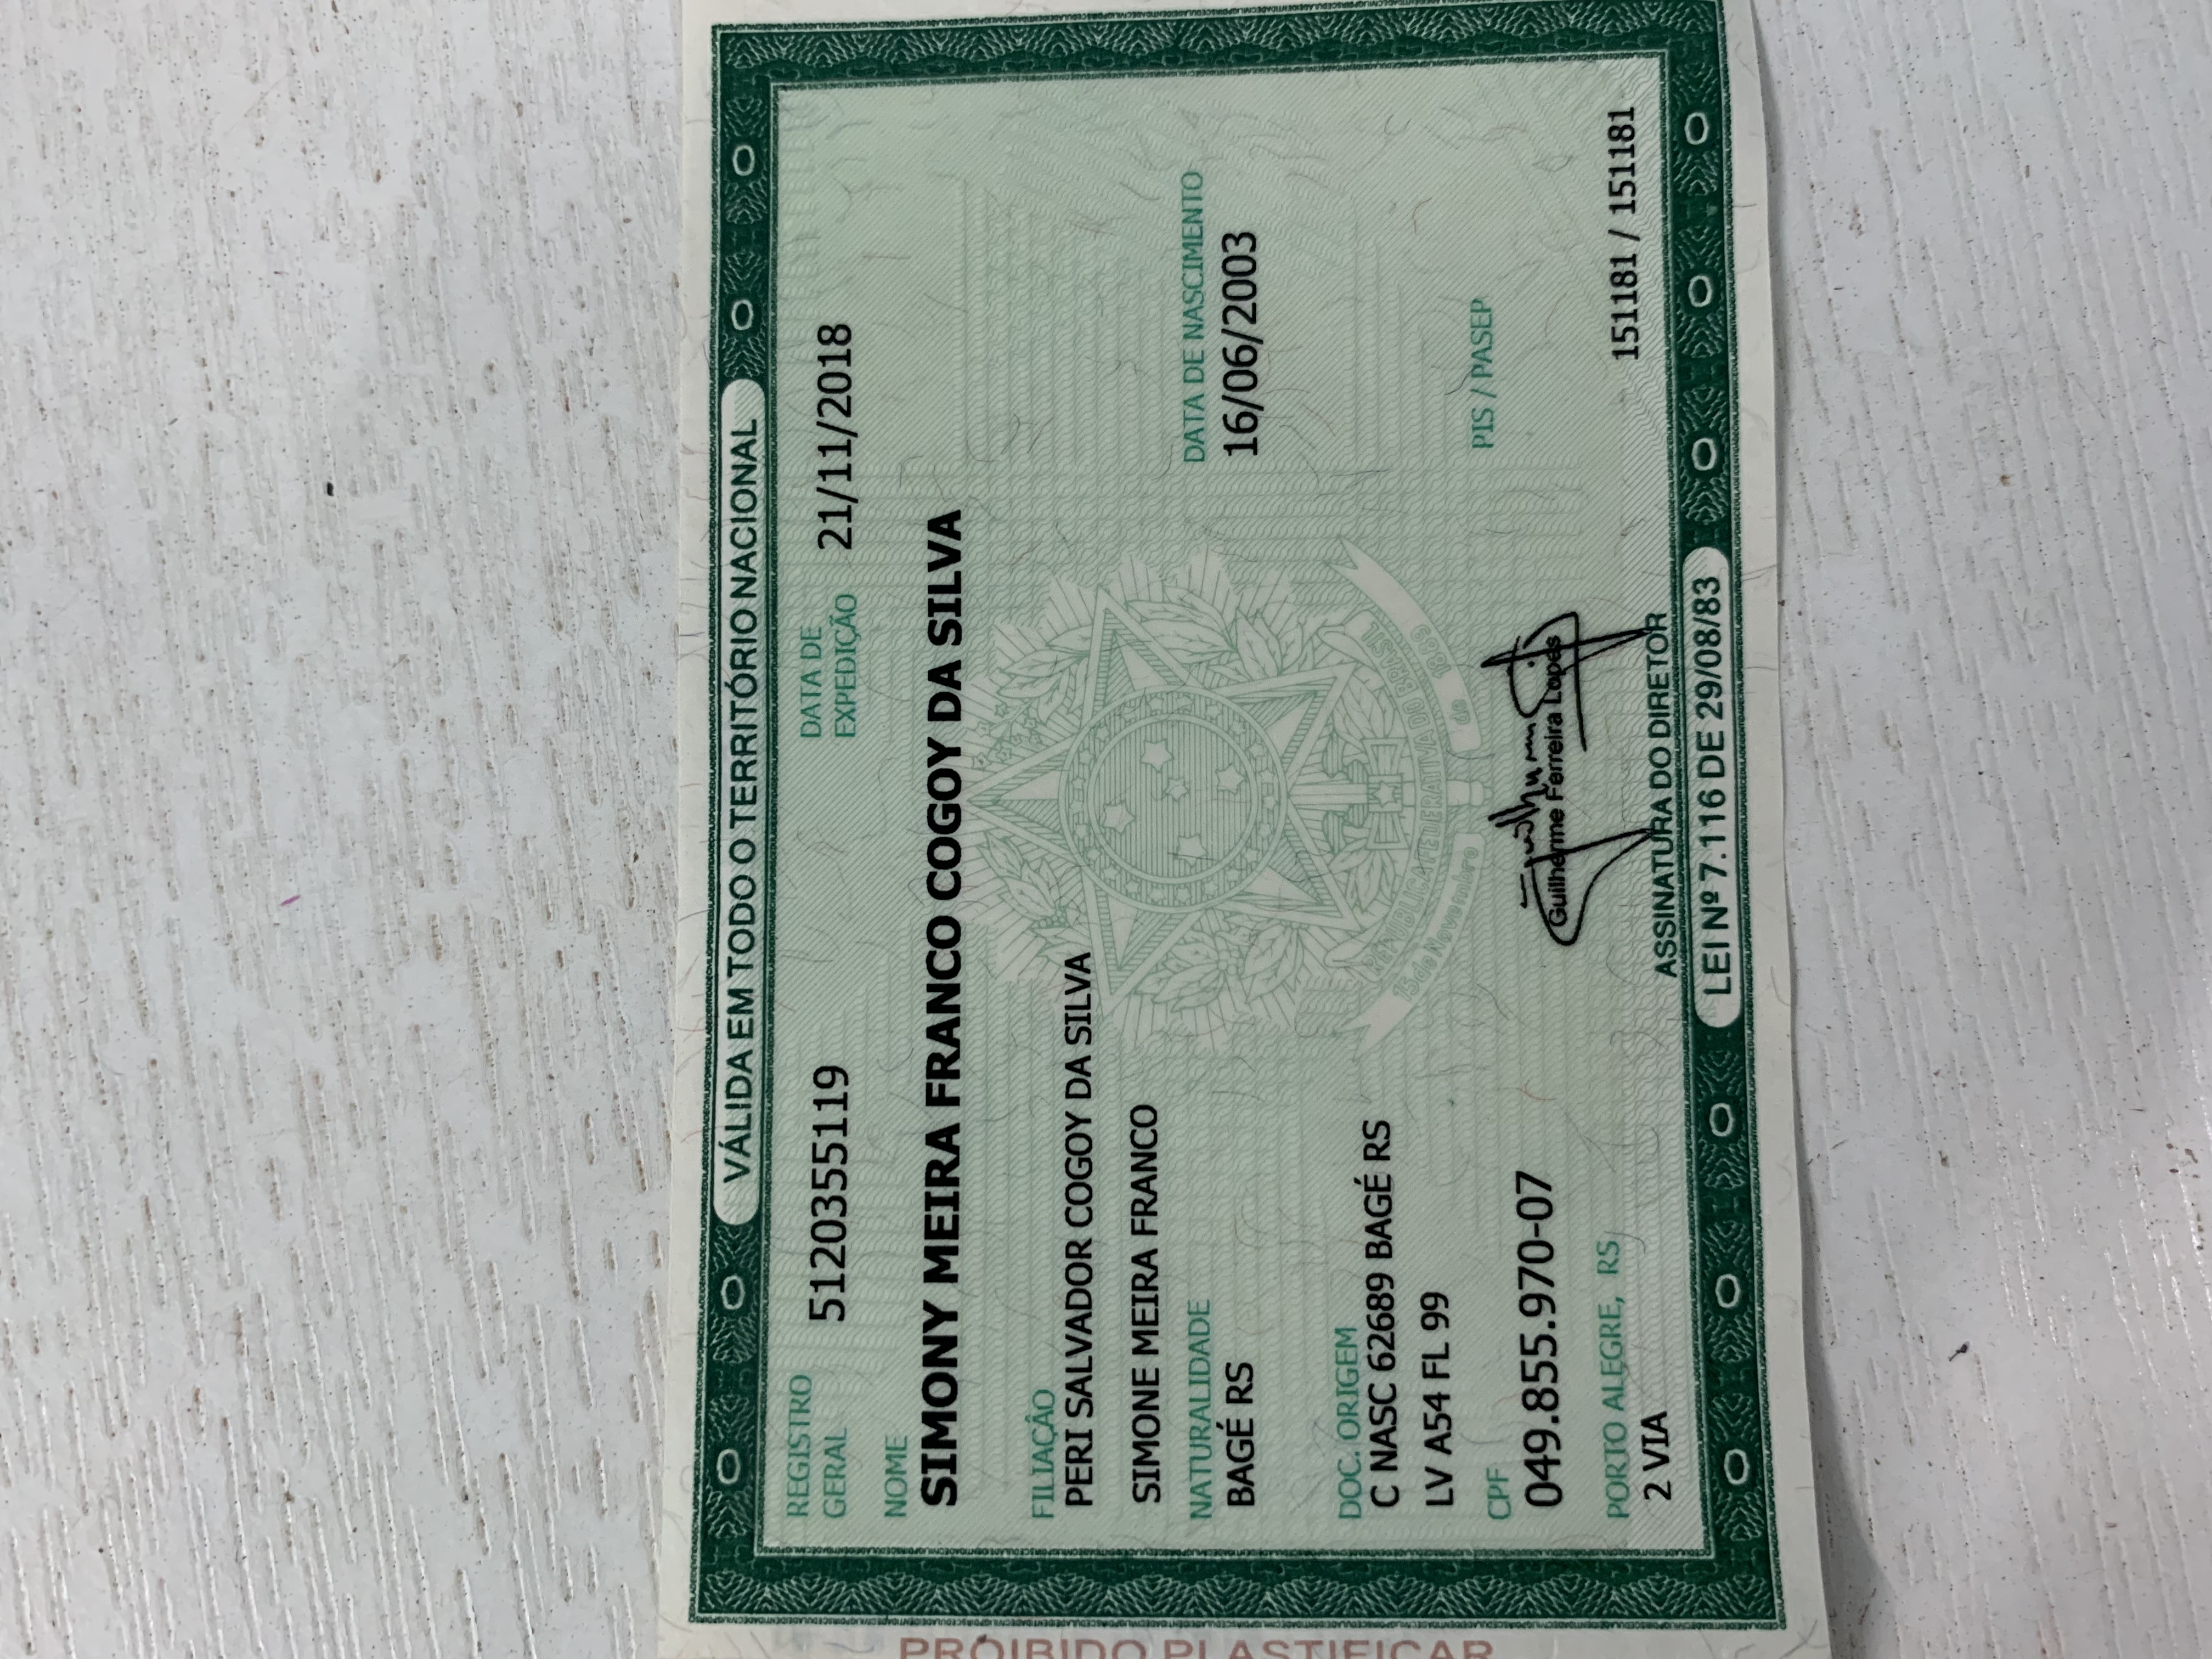 VÁLIDA EM TODO O TERRITÓRIO NACIONAL
REGISTRO GERAL 5120355119 DATA DE EXPEDIÇÃO 21/11/2018
NOME
SIMONY MEIRA FRANCO COGOY DA SILVA
FILIAÇÃO
PERI SALVADOR COGOY DA SILVA
SIMONE MEIRA FRANCO
NATURALIDADE DATA DE NASCIMENTO
BAGÉ RS 16/06/2003
DOC. ORIGEM
C NASC 62689 BAGÉ RS
LV A54 FL 99
REPÚBLICA FEDERATIVA DO BRASIL
15 de Novembro de 1889
CPF PIS / PASEP
049.855.970-07
Guilherme Ferreira Lopes
PORTO ALEGRE, RS 151181 / 151181
2 VIA
ASSINATURA DO DIRETOR
LEI Nº 7.116 DE 29/08/83
PROIBIDO PLASTIFICAR